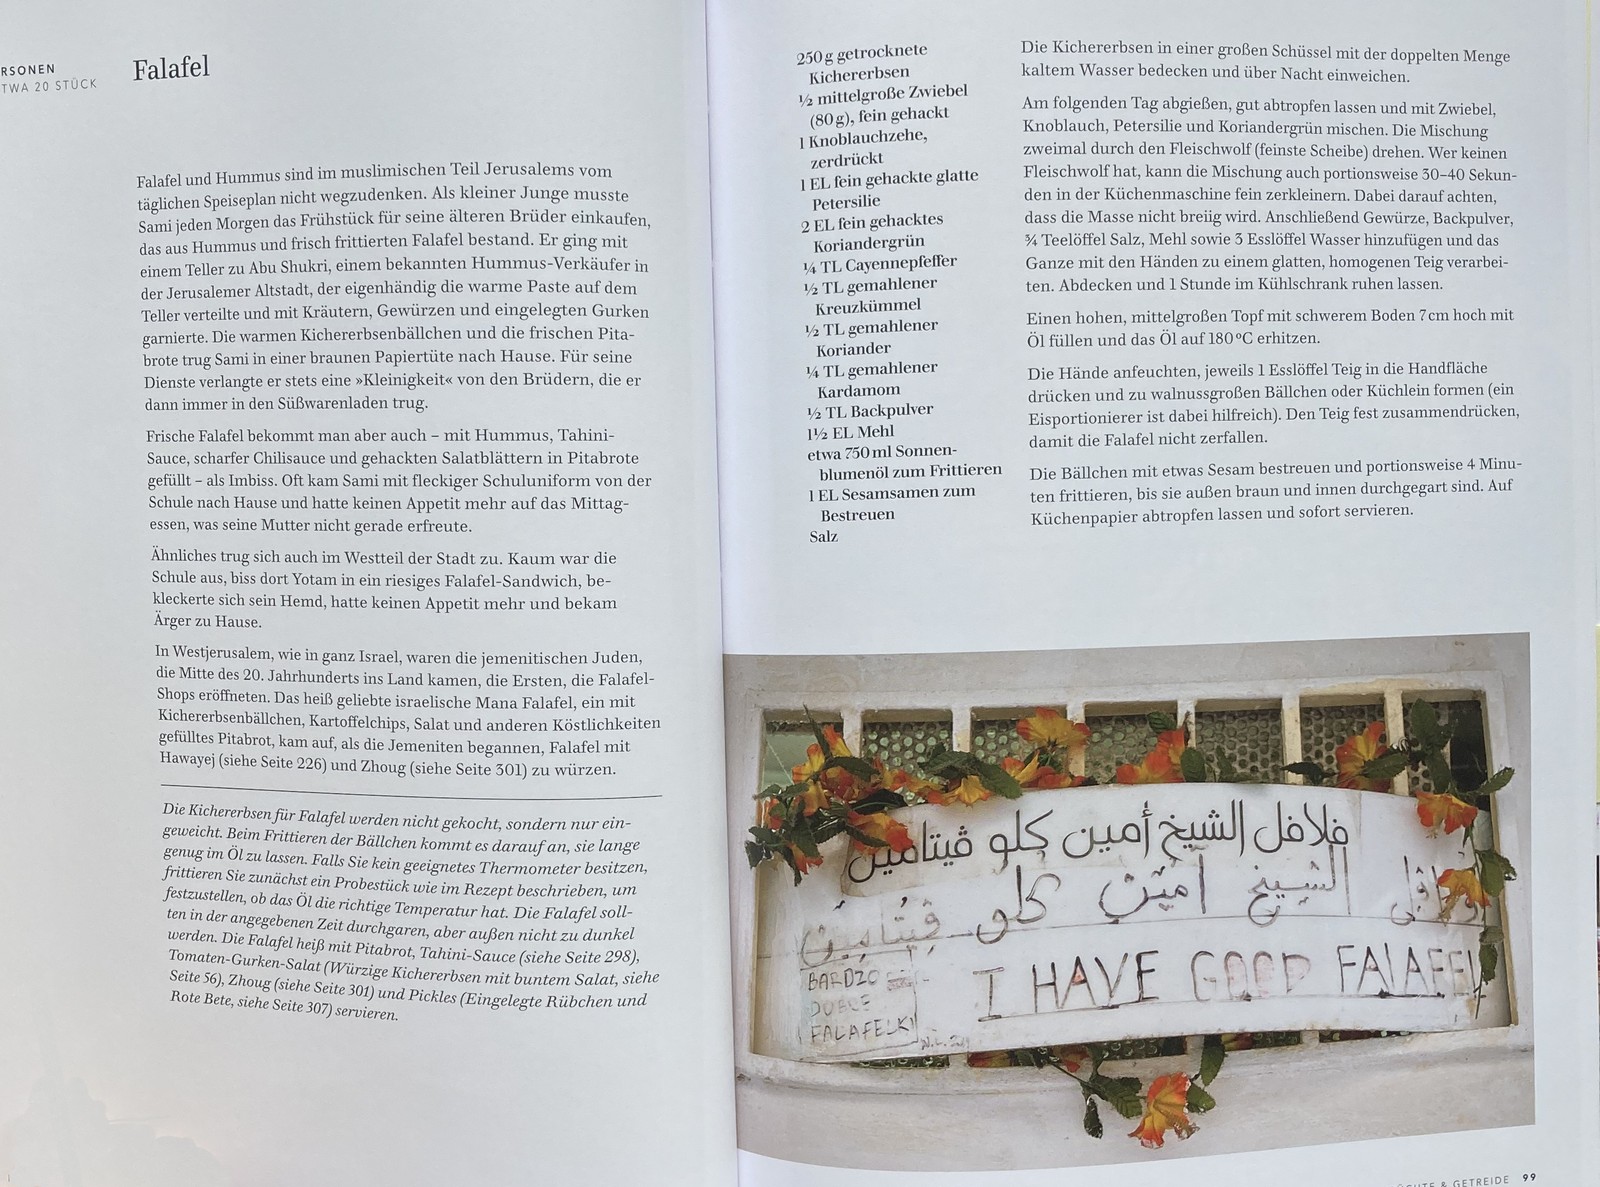 RSONEN
TWA 20 STÜCK
Falafel
Falafel und Hummus sind im muslimischen Teil Jerusalems vom
täglichen Speiseplan nicht wegzudenken. Als kleiner Junge musste
Sami jeden Morgen das Frühstück für seine älteren Brüder einkaufen,
das aus Hummus und frisch frittierten Falafel bestand. Er ging mit
einem Teller zu Abu Shukri, einem bekannten Hummus-Verkäufer in
der Jerusalemer Altstadt, der eigenhändig die warme Paste auf dem
Teller verteilte und mit Kräutern, Gewürzen und eingelegten Gurken
garnierte. Die warmen Kichererbsenbällchen und die frischen Pita-
brote trug Sami in einer braunen Papiertüte nach Hause. Für seine
Dienste verlangte er stets eine »Kleinigkeit« von den Brüdern, die er
dann immer in den Süßwarenladen trug.
Frische Falafel bekommt man aber auch – mit Hummus, Tahini-
Sauce, scharfer Chilisauce und gehackten Salatblättern in Pitabrote
gefüllt – als Imbiss. Oft kam Sami mit fleckiger Schuluniform von der
Schule nach Hause und hatte keinen Appetit mehr auf das Mittag-
essen, was seine Mutter nicht gerade erfreute.
Ähnliches trug sich auch im Westteil der Stadt zu. Kaum war die
Schule aus, biss dort Yotam in ein riesiges Falafel-Sandwich, be-
kleckerte sich sein Hemd, hatte keinen Appetit mehr und bekam
Ärger zu Hause.
In Westjerusalem, wie in ganz Israel, waren die jemenitischen Juden,
die Mitte des 20. Jahrhunderts ins Land kamen, die Ersten, die Falafel-
Shops eröffneten. Das heiß geliebte israelische Mana Falafel, ein mit
Kichererbsenbällchen, Kartoffelchips, Salat und anderen Köstlichkeiten
gefülltes Pitabrot, kam auf, als die Jemeniten begannen, Falafel mit
Hawayej (siehe Seite 226) und Zhoug (siehe Seite 301) zu würzen.
Die Kichererbsen für Falafel werden nicht gekocht, sondern nur ein-
geweicht. Beim Frittieren der Bällchen kommt es darauf an, sie lange
genug im Öl zu lassen. Falls Sie kein geeignetes Thermometer besitzen,
frittieren Sie zunächst ein Probestück wie im Rezept beschrieben, um
festzustellen, ob das Öl die richtige Temperatur hat. Die Falafel soll-
ten in der angegebenen Zeit durchgaren, aber außen nicht zu dunkel
werden. Die Falafel heiß mit Pitabrot, Tahini-Sauce (siehe Seite 298),
Tomaten-Gurken-Salat (Würzige Kichererbsen mit buntem Salat, siehe
Seite 56), Zhoug (siehe Seite 301) und Pickles (Eingelegte Rübchen und
Rote Bete, siehe Seite 307) servieren.
250 g getrocknete
Kichererbsen
½ mittelgroße Zwiebel
(80 g), fein gehackt
1 Knoblauchzehe,
zerdrückt
1 EL fein gehackte glatte
Petersilie
2 EL fein gehacktes
Koriandergrün
¼ TL Cayennepfeffer
½ TL gemahlener
Kreuzkümmel
½ TL gemahlener
Koriander
¼ TL gemahlener
Kardamom
½ TL Backpulver
1½ EL Mehl
etwa 750 ml Sonnen-
blumenöl zum Frittieren
1 EL Sesamsamen zum
Bestreuen
Salz
Die Kichererbsen in einer großen Schüssel mit der doppelten Menge
kaltem Wasser bedecken und über Nacht einweichen.
Am folgenden Tag abgießen, gut abtropfen lassen und mit Zwiebel,
Knoblauch, Petersilie und Koriandergrün mischen. Die Mischung
zweimal durch den Fleischwolf (feinste Scheibe) drehen. Wer keinen
Fleischwolf hat, kann die Mischung auch portionsweise 30–40 Sekun-
den in der Küchenmaschine fein zerkleinern. Dabei darauf achten,
dass die Masse nicht breiig wird. Anschließend Gewürze, Backpulver,
¾ Teelöffel Salz, Mehl sowie 3 Esslöffel Wasser hinzufügen und das
Ganze mit den Händen zu einem glatten, homogenen Teig verarbei-
ten. Abdecken und 1 Stunde im Kühlschrank ruhen lassen.
Einen hohen, mittelgroßen Topf mit schwerem Boden 7 cm hoch mit
Öl füllen und das Öl auf 180 °C erhitzen.
Die Hände anfeuchten, jeweils 1 Esslöffel Teig in die Handfläche
drücken und zu walnussgroßen Bällchen oder Küchlein formen (ein
Eisportionierer ist dabei hilfreich). Den Teig fest zusammendrücken,
damit die Falafel nicht zerfallen.
Die Bällchen mit etwas Sesam bestreuen und portionsweise 4 Minu-
ten frittieren, bis sie außen braun und innen durchgegart sind. Auf
Küchenpapier abtropfen lassen und sofort servieren.
فلافل الشيخ أمين كلو ڤيتامين
الشيخ امين كلو ڤيتامين
I HAVE GOOD FALAFEL
BARDZO
DOBRE
FALAFELKI
& GETREIDE 99